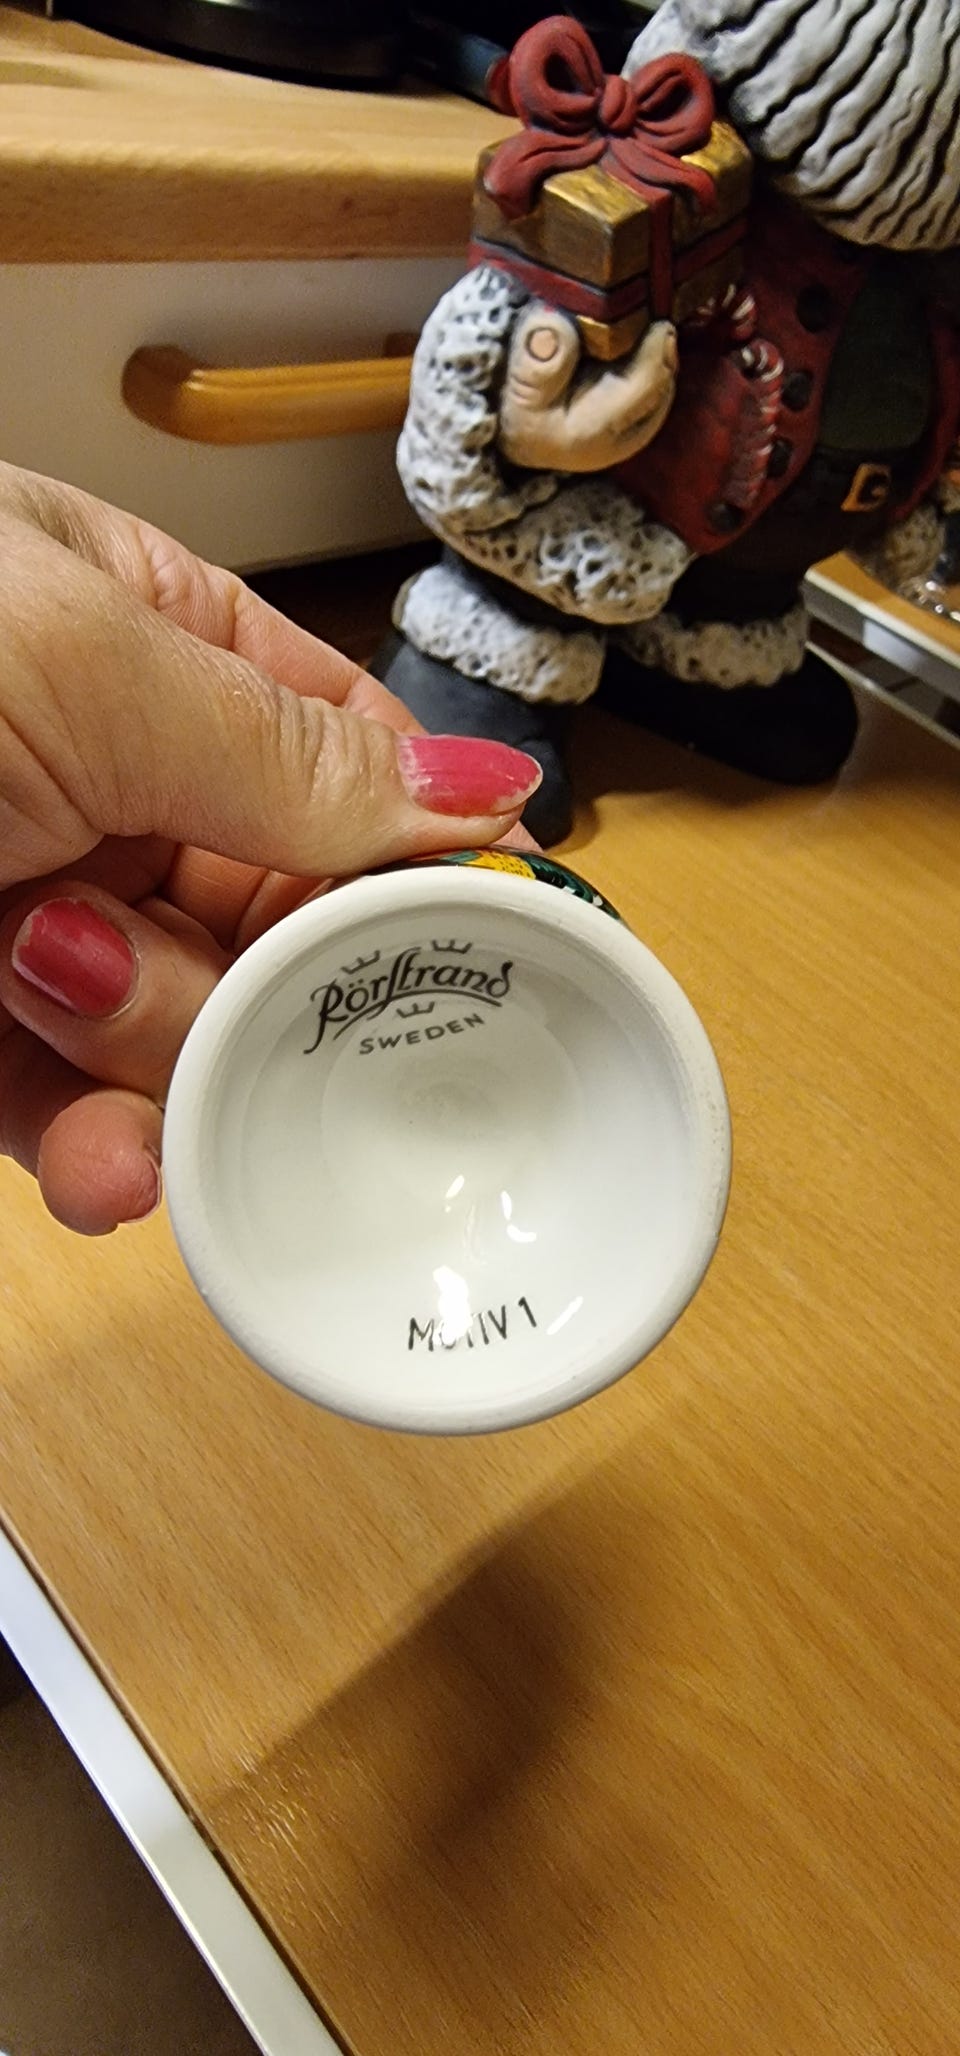 Rörstrand
SWEDEN
MOTIV 1